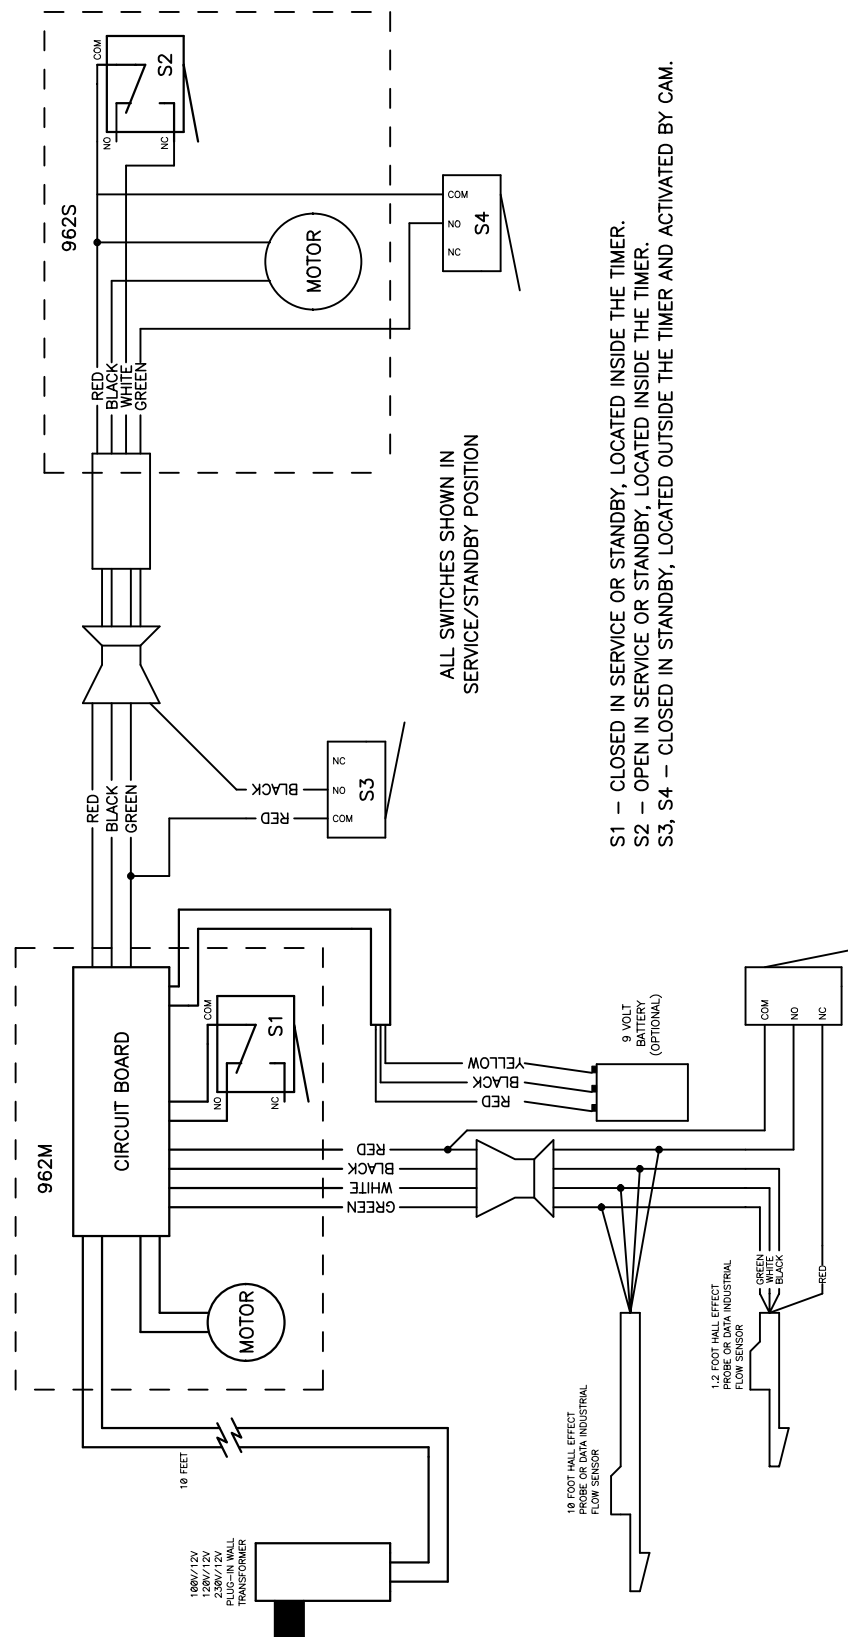 962S
COM
NO
NC
S2
RED
BLACK
WHITE
GREEN
MOTOR
COM
NO
NC
S4
ALL SWITCHES SHOWN IN
SERVICE/STANDBY POSITION
RED
BLACK
GREEN
BLACK
RED
NC
NO
COM
S3
S1 – CLOSED IN SERVICE OR STANDBY, LOCATED INSIDE THE TIMER.
S2 – OPEN IN SERVICE OR STANDBY, LOCATED INSIDE THE TIMER.
S3, S4 – CLOSED IN STANDBY, LOCATED OUTSIDE THE TIMER AND ACTIVATED BY CAM.
962M
CIRCUIT BOARD
COM
NO
NC
S1
MOTOR
RED
BLACK
WHITE
GREEN
YELLOW
BLACK
RED
9 VOLT
BATTERY
(OPTIONAL)
COM
NO
NC
GREEN
WHITE
BLACK
RED
1.2 FOOT HALL EFFECT
PROBE OR DATA INDUSTRIAL
FLOW SENSOR
10 FOOT HALL EFFECT
PROBE OR DATA INDUSTRIAL
FLOW SENSOR
10 FEET
100V/12V
120V/12V
230V/12V
PLUG-IN WALL
TRANSFORMER